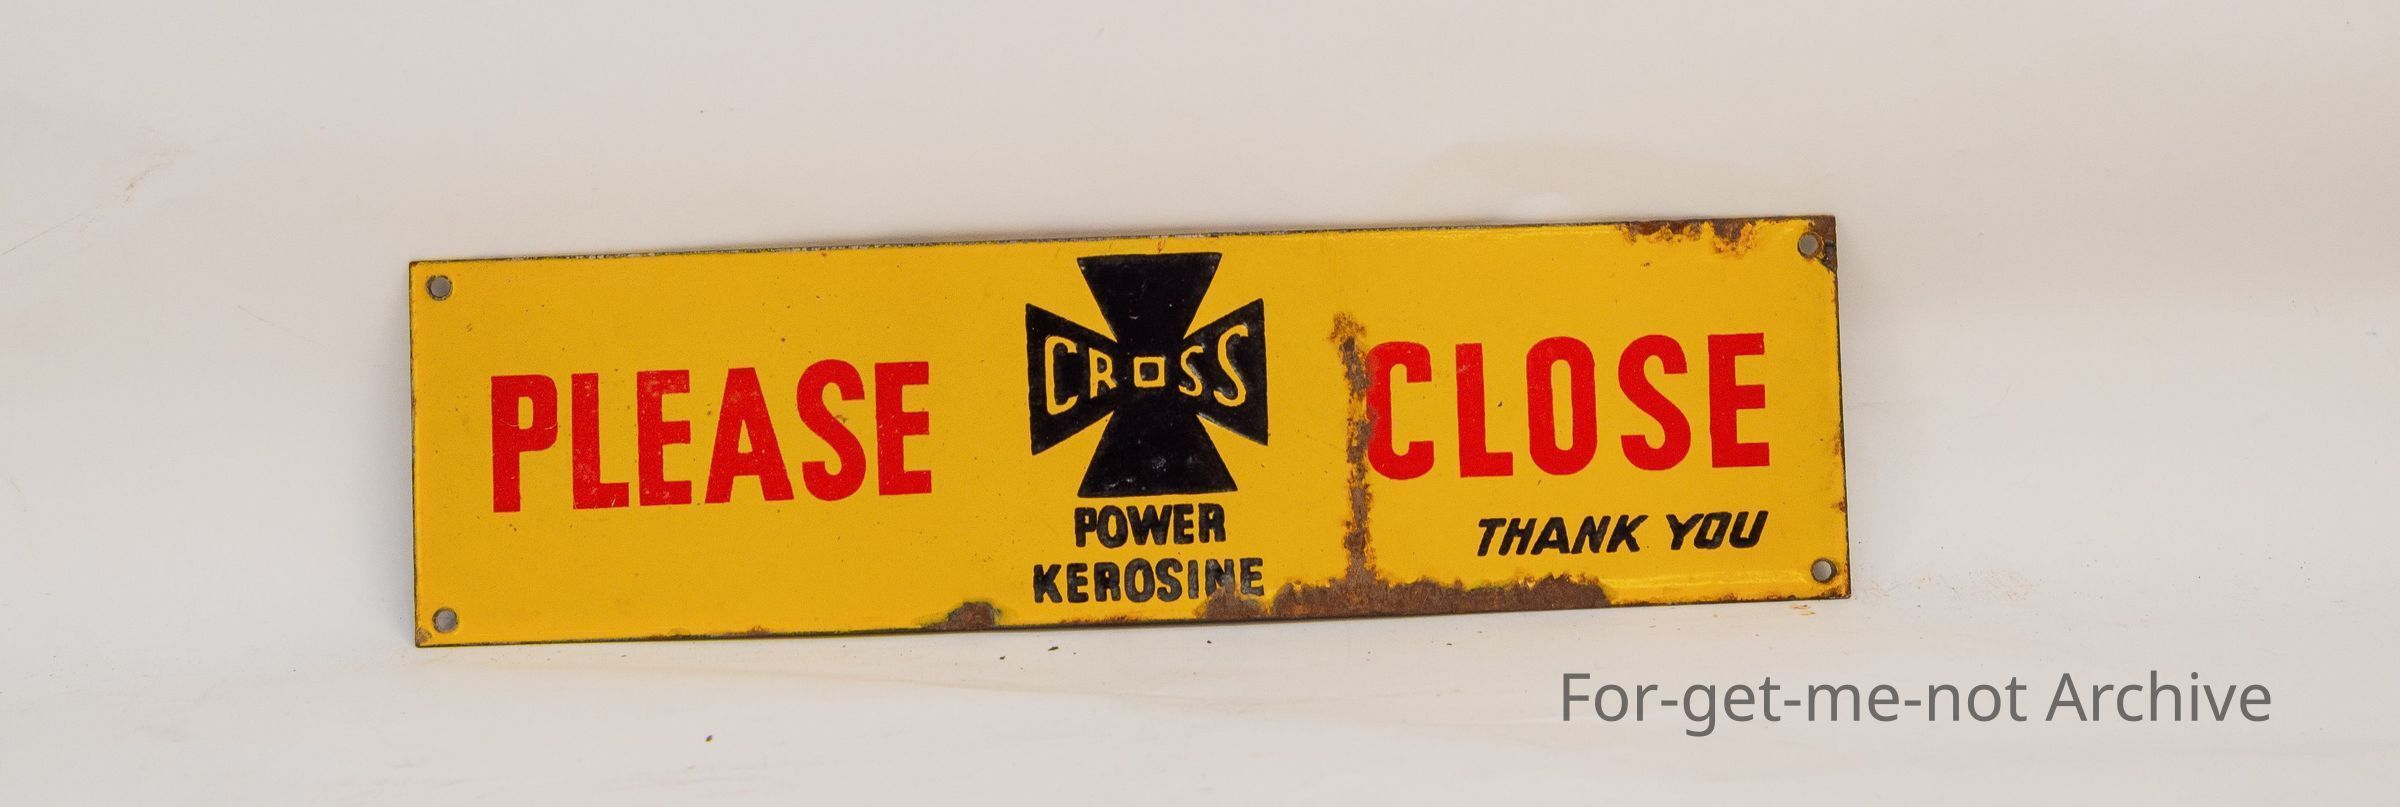 PLEASE
CROSS
POWER
KEROSINE
CLOSE
THANK YOU
For-get-me-not Archive